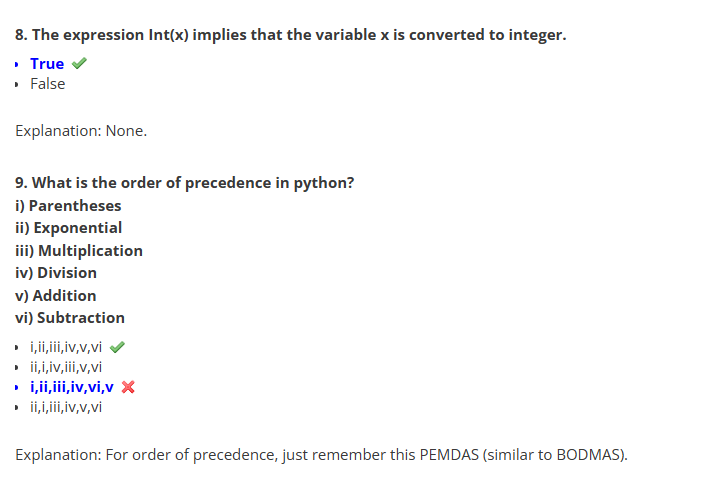 8. The expression Int(x) implies that the variable x is converted to integer.
True
False
Explanation: None.
9. What is the order of precedence in python?
i) Parentheses
ii) Exponential
iii) Multiplication
iv) Division
v) Addition
vi) Subtraction
i,ii,iii,iv,v,vi
ii,i,iv,iii,v,vi
i,ii,iii,iv,vi,v
ii,i,iii,iv,v,vi
Explanation: For order of precedence, just remember this PEMDAS (similar to BODMAS).